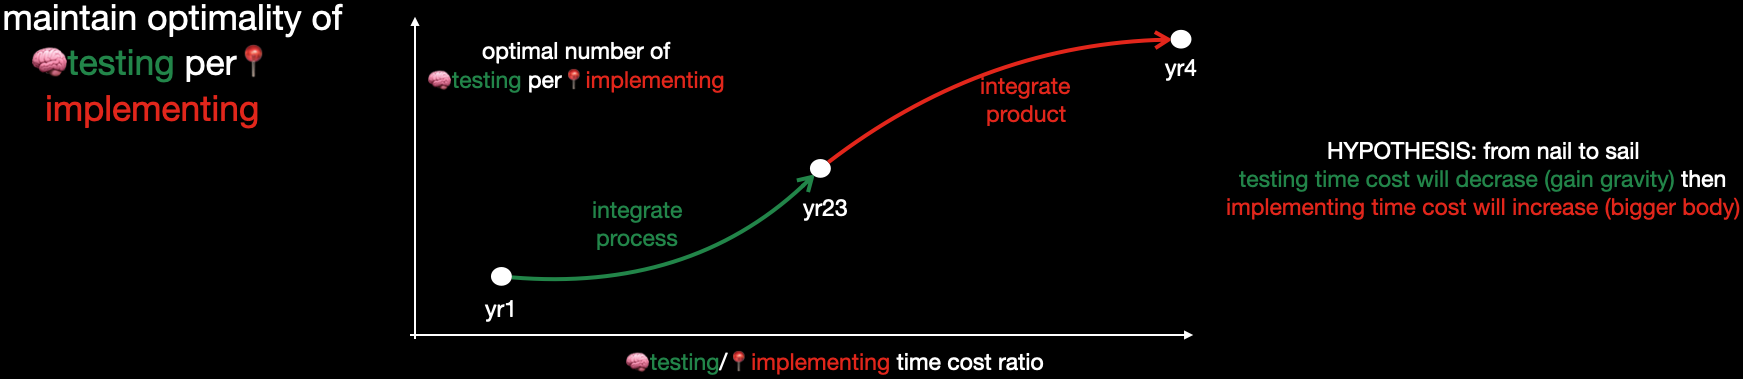 maintain optimality of
🧠testing per📍
implementing
optimal number of
🧠testing per📍implementing
integrate
product
yr4
HYPOTHESIS: from nail to sail
testing time cost will decrase (gain gravity) then
implementing time cost will increase (bigger body)
yr23
integrate
process
yr1
🧠testing/📍implementing time cost ratio